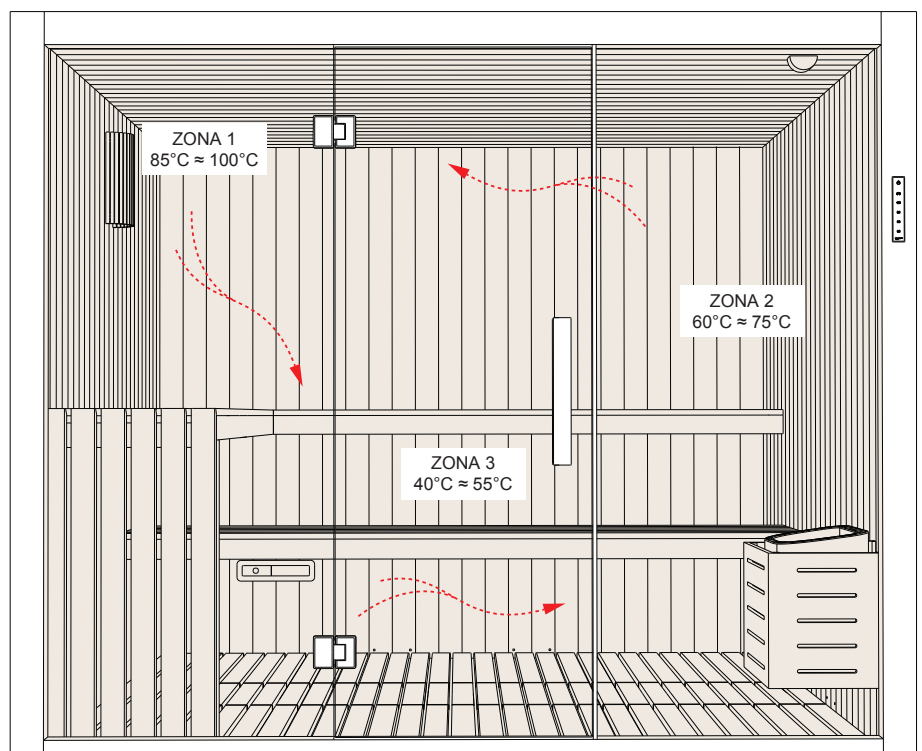 ZONA 1
85°C ≈ 100°C
ZONA 2
60°C ≈ 75°C
ZONA 3
40°C ≈ 55°C